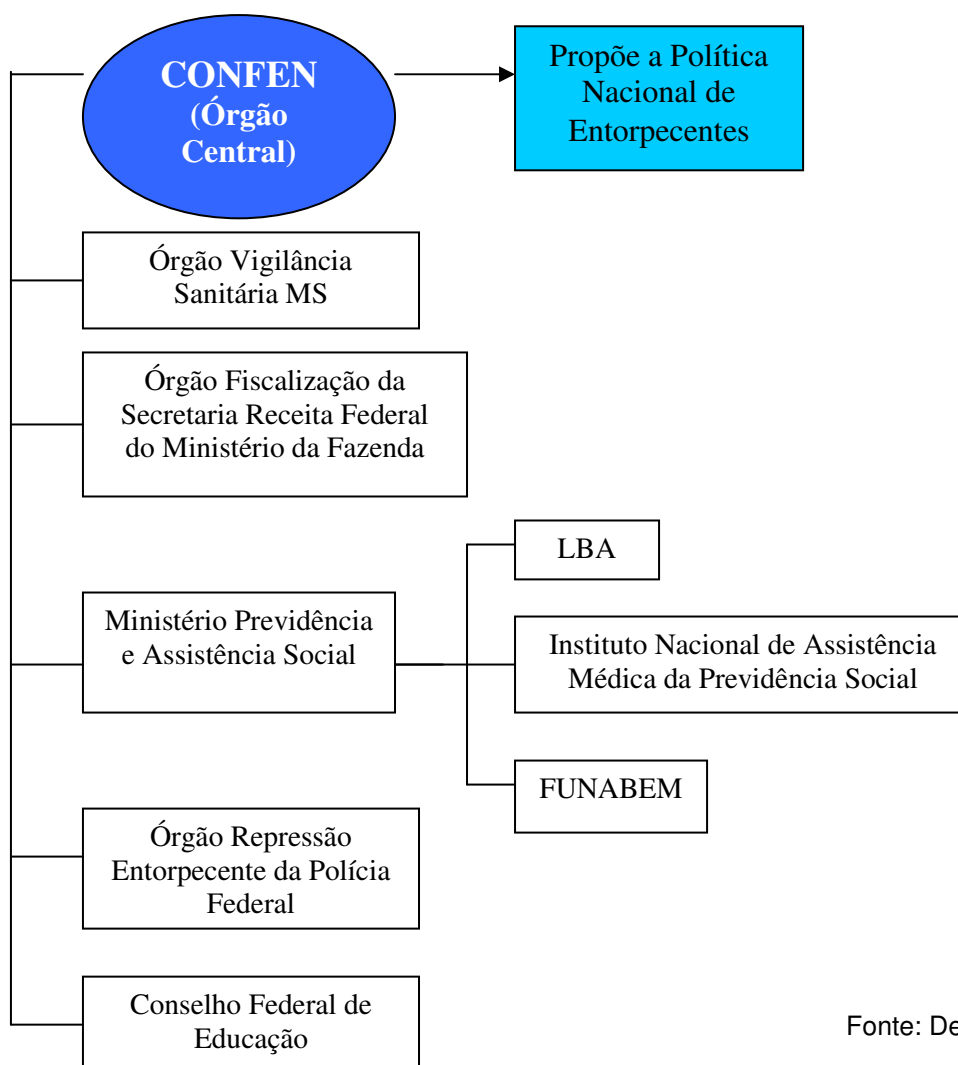 CONFEN
(Órgão
Central)
Propõe a Política
Nacional de
Entorpecentes
Órgão Vigilância
Sanitária MS
Órgão Fiscalização da
Secretaria Receita Federal
do Ministério da Fazenda
LBA
Ministério Previdência
e Assistência Social
Instituto Nacional de Assistência
Médica da Previdência Social
FUNABEM
Órgão Repressão
Entorpecente da Polícia
Federal
Conselho Federal de
Educação
Fonte: De